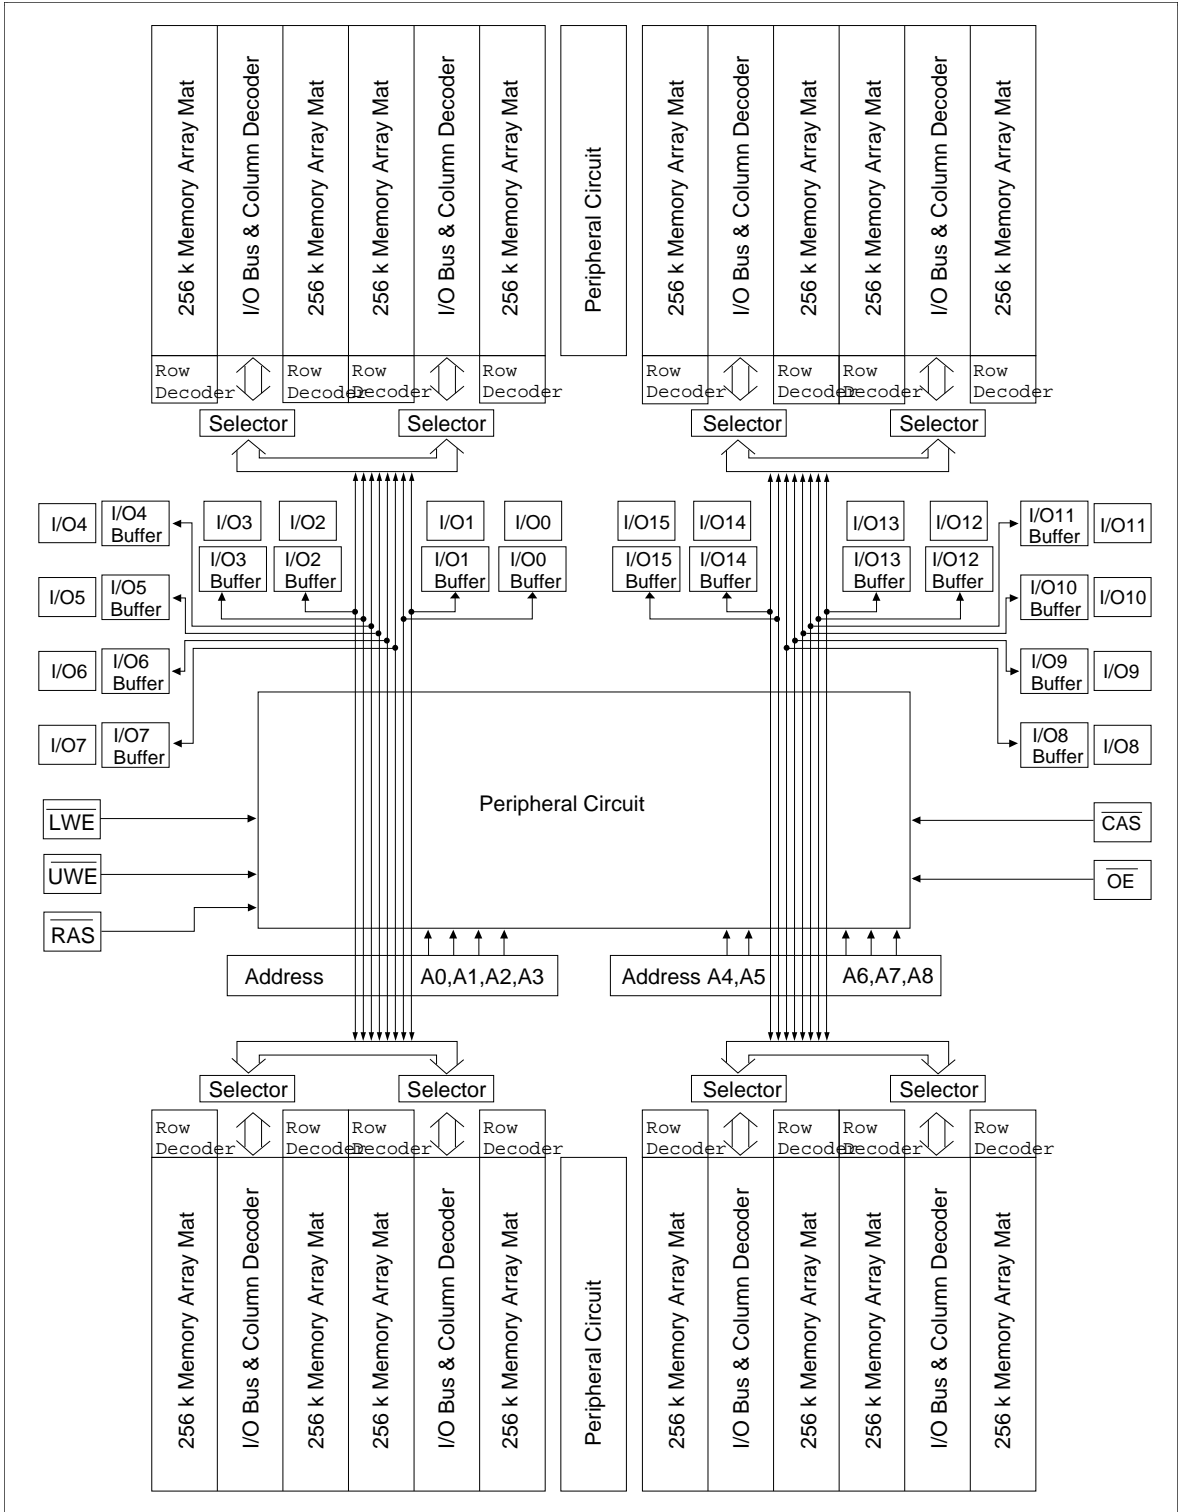 256 k Memory Array Mat
I/O Bus & Column Decoder
256 k Memory Array Mat
256 k Memory Array Mat
I/O Bus & Column Decoder
256 k Memory Array Mat
Peripheral Circuit
256 k Memory Array Mat
I/O Bus & Column Decoder
256 k Memory Array Mat
256 k Memory Array Mat
I/O Bus & Column Decoder
256 k Memory Array Mat
Row
Decoder
Row
Decoder
Row
Decoder
Row
Decoder
Row
Decoder
Row
Decoder
Row
Decoder
Row
Decoder
Selector
Selector
Selector
Selector
I/O4
I/O4
Buffer
I/O3
I/O2
I/O1
I/O0
I/O15
I/O14
I/O13
I/O12
I/O11
Buffer
I/O11
I/O3
Buffer
I/O2
Buffer
I/O1
Buffer
I/O0
Buffer
I/O15
Buffer
I/O14
Buffer
I/O13
Buffer
I/O12
Buffer
I/O5
I/O5
Buffer
I/O10
Buffer
I/O10
I/O6
I/O6
Buffer
I/O9
Buffer
I/O9
I/O7
I/O7
Buffer
I/O8
Buffer
I/O8
Peripheral Circuit
LWE
CAS
UWE
OE
RAS
Address A0,A1,A2,A3
Address A4,A5 A6,A7,A8
Selector
Selector
Selector
Selector
Row
Decoder
Row
Decoder
Row
Decoder
Row
Decoder
Row
Decoder
Row
Decoder
Row
Decoder
Row
Decoder
256 k Memory Array Mat
I/O Bus & Column Decoder
256 k Memory Array Mat
256 k Memory Array Mat
I/O Bus & Column Decoder
256 k Memory Array Mat
Peripheral Circuit
256 k Memory Array Mat
I/O Bus & Column Decoder
256 k Memory Array Mat
256 k Memory Array Mat
I/O Bus & Column Decoder
256 k Memory Array Mat